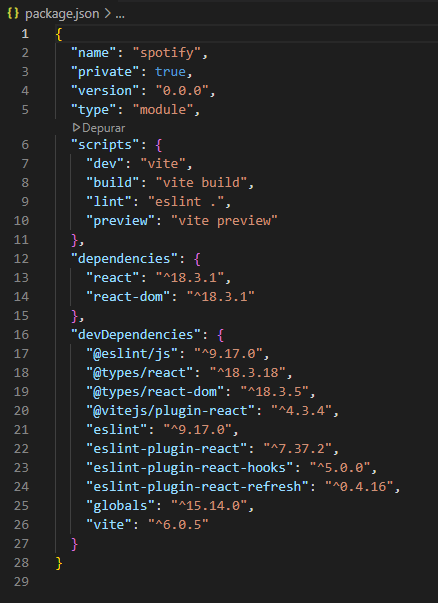 {} package.json > ...
1 {
2 "name": "spotify",
3 "private": true,
4 "version": "0.0.0",
5 "type": "module",
Depurar
6 "scripts": {
7 "dev": "vite",
8 "build": "vite build",
9 "lint": "eslint .",
10 "preview": "vite preview"
11 },
12 "dependencies": {
13 "react": "^18.3.1",
14 "react-dom": "^18.3.1"
15 },
16 "devDependencies": {
17 "@eslint/js": "^9.17.0",
18 "@types/react": "^18.3.18",
19 "@types/react-dom": "^18.3.5",
20 "@vitejs/plugin-react": "^4.3.4",
21 "eslint": "^9.17.0",
22 "eslint-plugin-react": "^7.37.2",
23 "eslint-plugin-react-hooks": "^5.0.0",
24 "eslint-plugin-react-refresh": "^0.4.16",
25 "globals": "^15.14.0",
26 "vite": "^6.0.5"
27 }
28 }
29